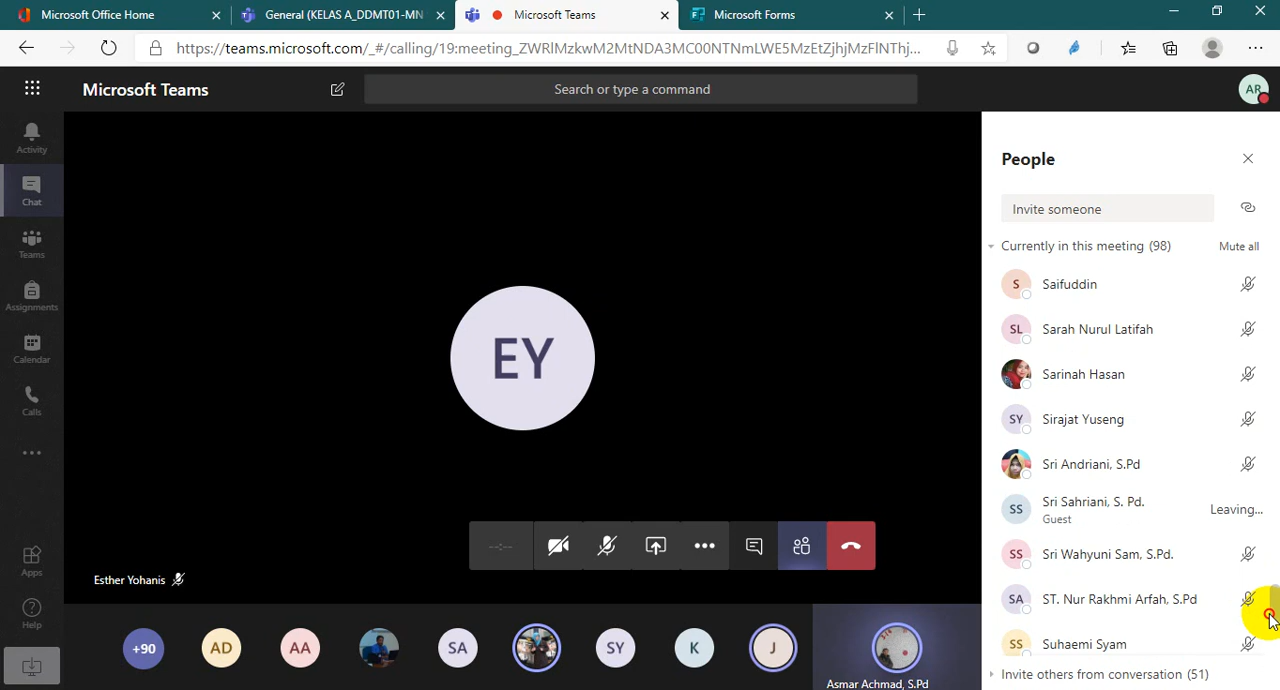 Microsoft Office Home
General (KELAS A_DDMT01-MN
Microsoft Teams
Microsoft Forms
https://teams.microsoft.com/_#/calling/19:meeting_ZWRlMzkwM2MtNDA3MC00NTNmLWE5MzEtZjhjMzFlNThj...
Microsoft Teams
Search or type a command
AR
Activity
Chat
Teams
Assignments
Calendar
Calls
Apps
Help
EY
--:--
Esther Yohanis
+90
AD
AA
SA
SY
K
J
Asmar Achmad, S.Pd
People
Invite someone
Currently in this meeting (98)
Mute all
S
Saifuddin
SL
Sarah Nurul Latifah
Sarinah Hasan
SY
Sirajat Yuseng
Sri Andriani, S.Pd
SS
Sri Sahriani, S. Pd.
Guest
Leaving...
SS
Sri Wahyuni Sam, S.Pd.
SA
ST. Nur Rakhmi Arfah, S.Pd
SS
Suhaemi Syam
Invite others from conversation (51)